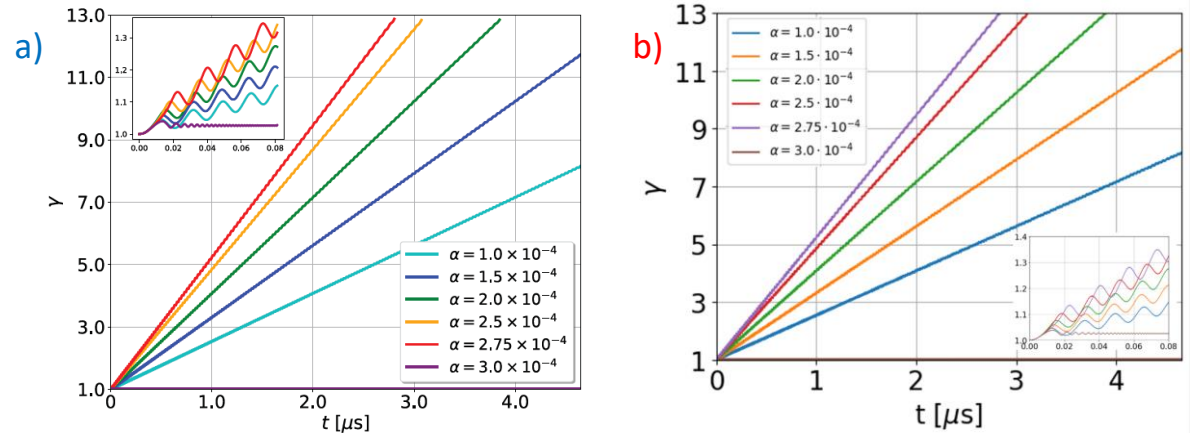 a)
γ
13.0
11.0
9.0
7.0
5.0
3.0
1.0
0
1.0
2.0
3.0
4.0
t [μs]
1.3
1.2
1.1
1.0
0.00 0.02 0.04 0.06 0.08
α = 1.0 × 10⁻⁴
α = 1.5 × 10⁻⁴
α = 2.0 × 10⁻⁴
α = 2.5 × 10⁻⁴
α = 2.75 × 10⁻⁴
α = 3.0 × 10⁻⁴
b)
γ
13
11
9
7
5
3
1
0
1
2
3
4
t [μs]
α = 1.0 · 10⁻⁴
α = 1.5 · 10⁻⁴
α = 2.0 · 10⁻⁴
α = 2.5 · 10⁻⁴
α = 2.75 · 10⁻⁴
α = 3.0 · 10⁻⁴
1.4
1.3
1.2
1.1
1.0
0.00 0.02 0.04 0.06 0.08